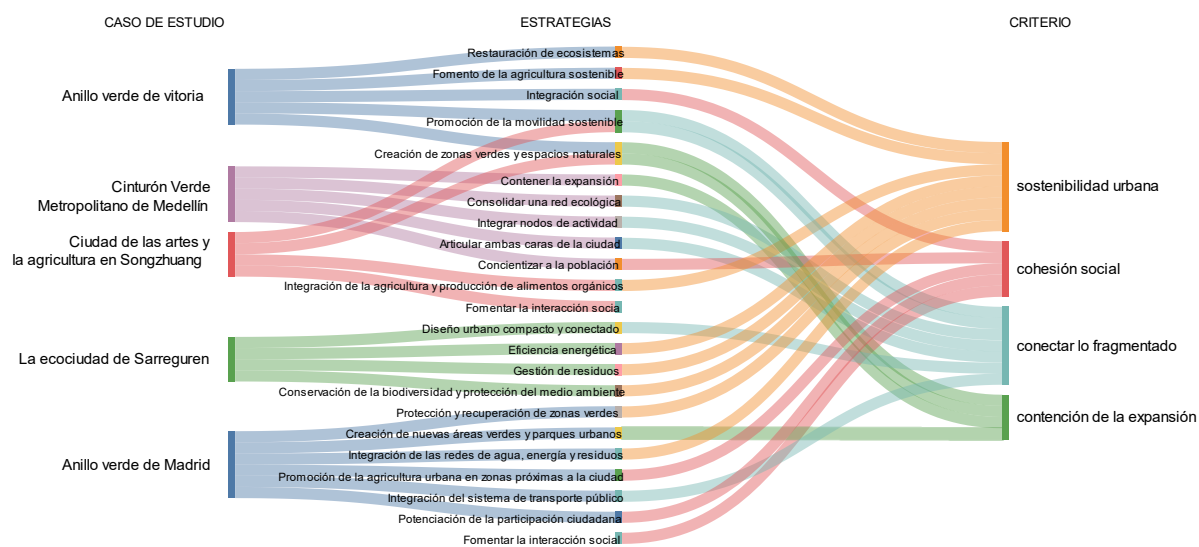 CASO DE ESTUDIO
ESTRATEGIAS
CRITERIO
Anillo verde de vitoria
Cinturón Verde
Metropolitano de Medellín
Ciudad de las artes y
la agricultura en Songzhuang
La ecociudad de Sarreguren
Anillo verde de Madrid
Restauración de ecosistemas
Fomento de la agricultura sostenible
Integración social
Promoción de la movilidad sostenible
Creación de zonas verdes y espacios naturales
Contener la expansión
Consolidar una red ecológica
Integrar nodos de actividad
Articular ambas caras de la ciudad
Concientizar a la población
Integración de la agricultura y producción de alimentos orgánicos
Fomentar la interacción socia
Diseño urbano compacto y conectado
Eficiencia energética
Gestión de residuos
Conservación de la biodiversidad y protección del medio ambiente
Protección y recuperación de zonas verdes
Creación de nuevas áreas verdes y parques urbanos
Integración de las redes de agua, energía y residuos
Promoción de la agricultura urbana en zonas próximas a la ciudad
Integración del sistema de transporte público
Potenciación de la participación ciudadana
Fomentar la interacción social
sostenibilidad urbana
cohesión social
conectar lo fragmentado
contención de la expansión